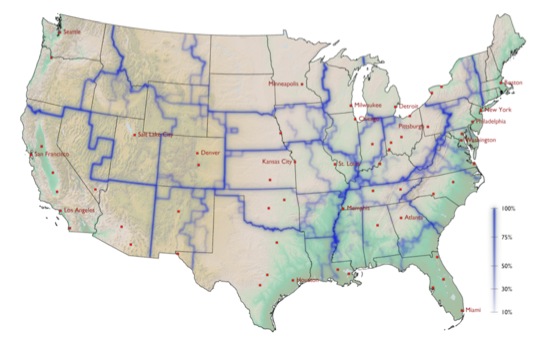 Seattle
Minneapolis
Boston
Milwaukee
Detroit
New York
Chicago
Philadelphia
Pittsburgh
Salt Lake City
Washington
San Francisco
Denver
Kansas City
St. Louis
Los Angeles
Memphis
Atlanta
100%
75%
50%
Houston
30%
Miami
10%